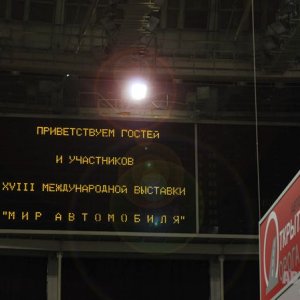 ПРИВЕТСТВУЕМ ГОСТЕЙ
И УЧАСТНИКОВ
XVIII МЕЖДУНАРОДНОЙ ВЫСТАВКИ
"МИР АВТОМОБИЛЯ"